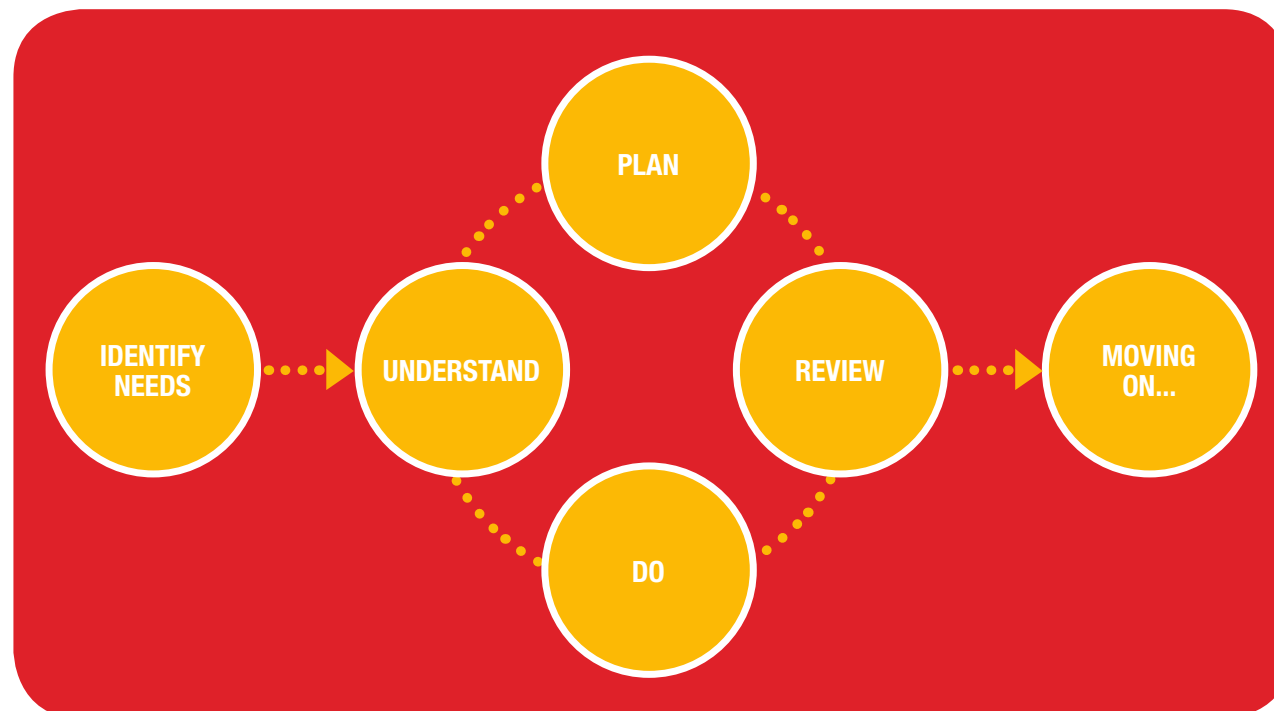 PLAN
IDENTIFY
NEEDS
UNDERSTAND
REVIEW
MOVING
ON...
DO